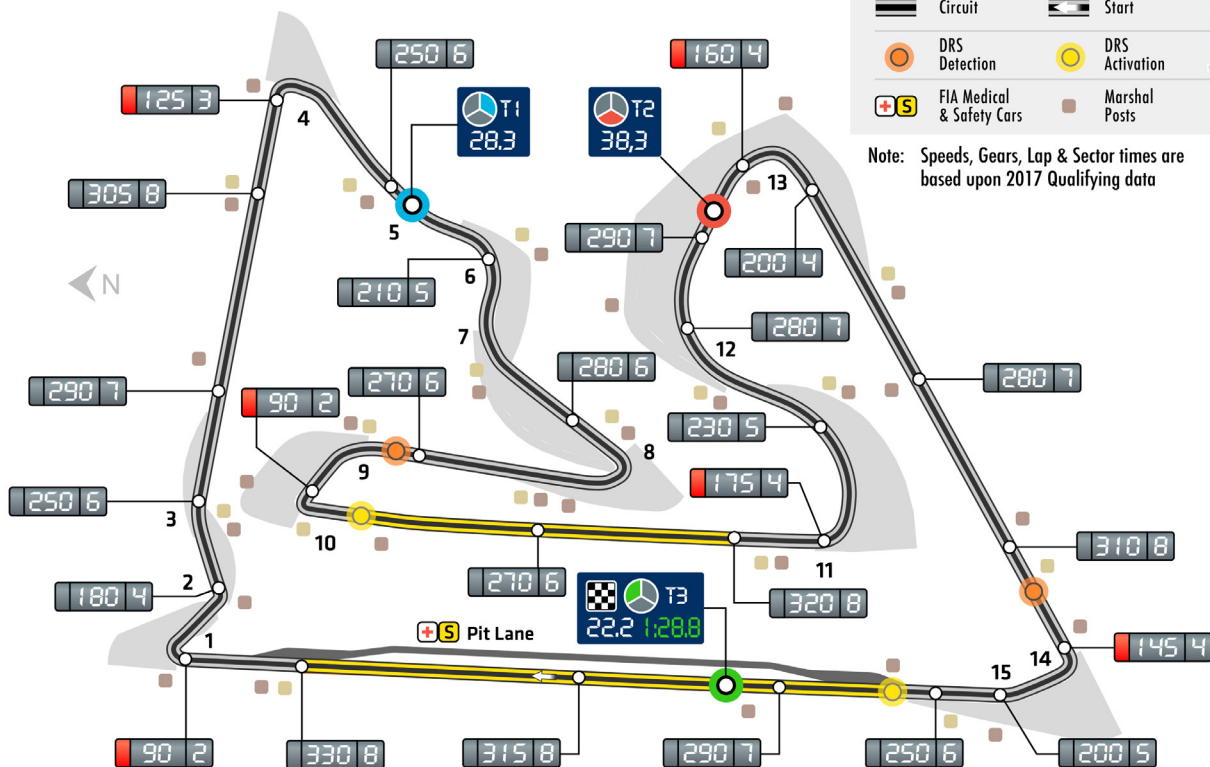 Circuit
Start
DRS
Detection
DRS
Activation
FIA Medical
& Safety Cars
Marshal
Posts
Note: Speeds, Gears, Lap & Sector times are
based upon 2017 Qualifying data
250 6
160 4
125 3
4
T1
28.3
T2
38,3
13
305 8
5
290 7
200 4
N
6
210 5
7
280 7
12
290 7
270 6
280 6
280 7
90 2
230 5
9
8
175 4
250 6
3
10
11
310 8
2
270 6
180 4
320 8
T3
22.2 1:28.8
+ S Pit Lane
1
14
145 4
15
90 2
330 8
315 8
290 7
250 6
200 5